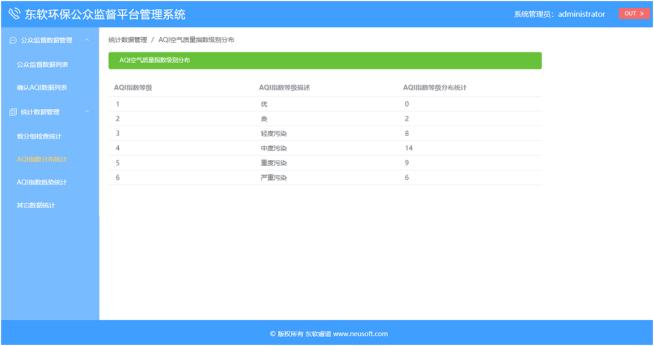 东软环保公众监督平台管理系统
系统管理员：administrator
OUT >
公众监督数据管理
公众监督数据列表
确认AQI数据列表
统计数据管理
省分组检查统计
AQI指数分布统计
AQI指数趋势统计
其它数据统计
统计数据管理 / AQI空气质量指数级别分布
AQI空气质量指数级别分布
AQI指数等级 AQI指数等级描述 AQI指数等级分布统计
1 优 0
2 良 2
3 轻度污染 8
4 中度污染 14
5 重度污染 9
6 严重污染 6
© 版权所有 东软睿道 www.neusoft.com